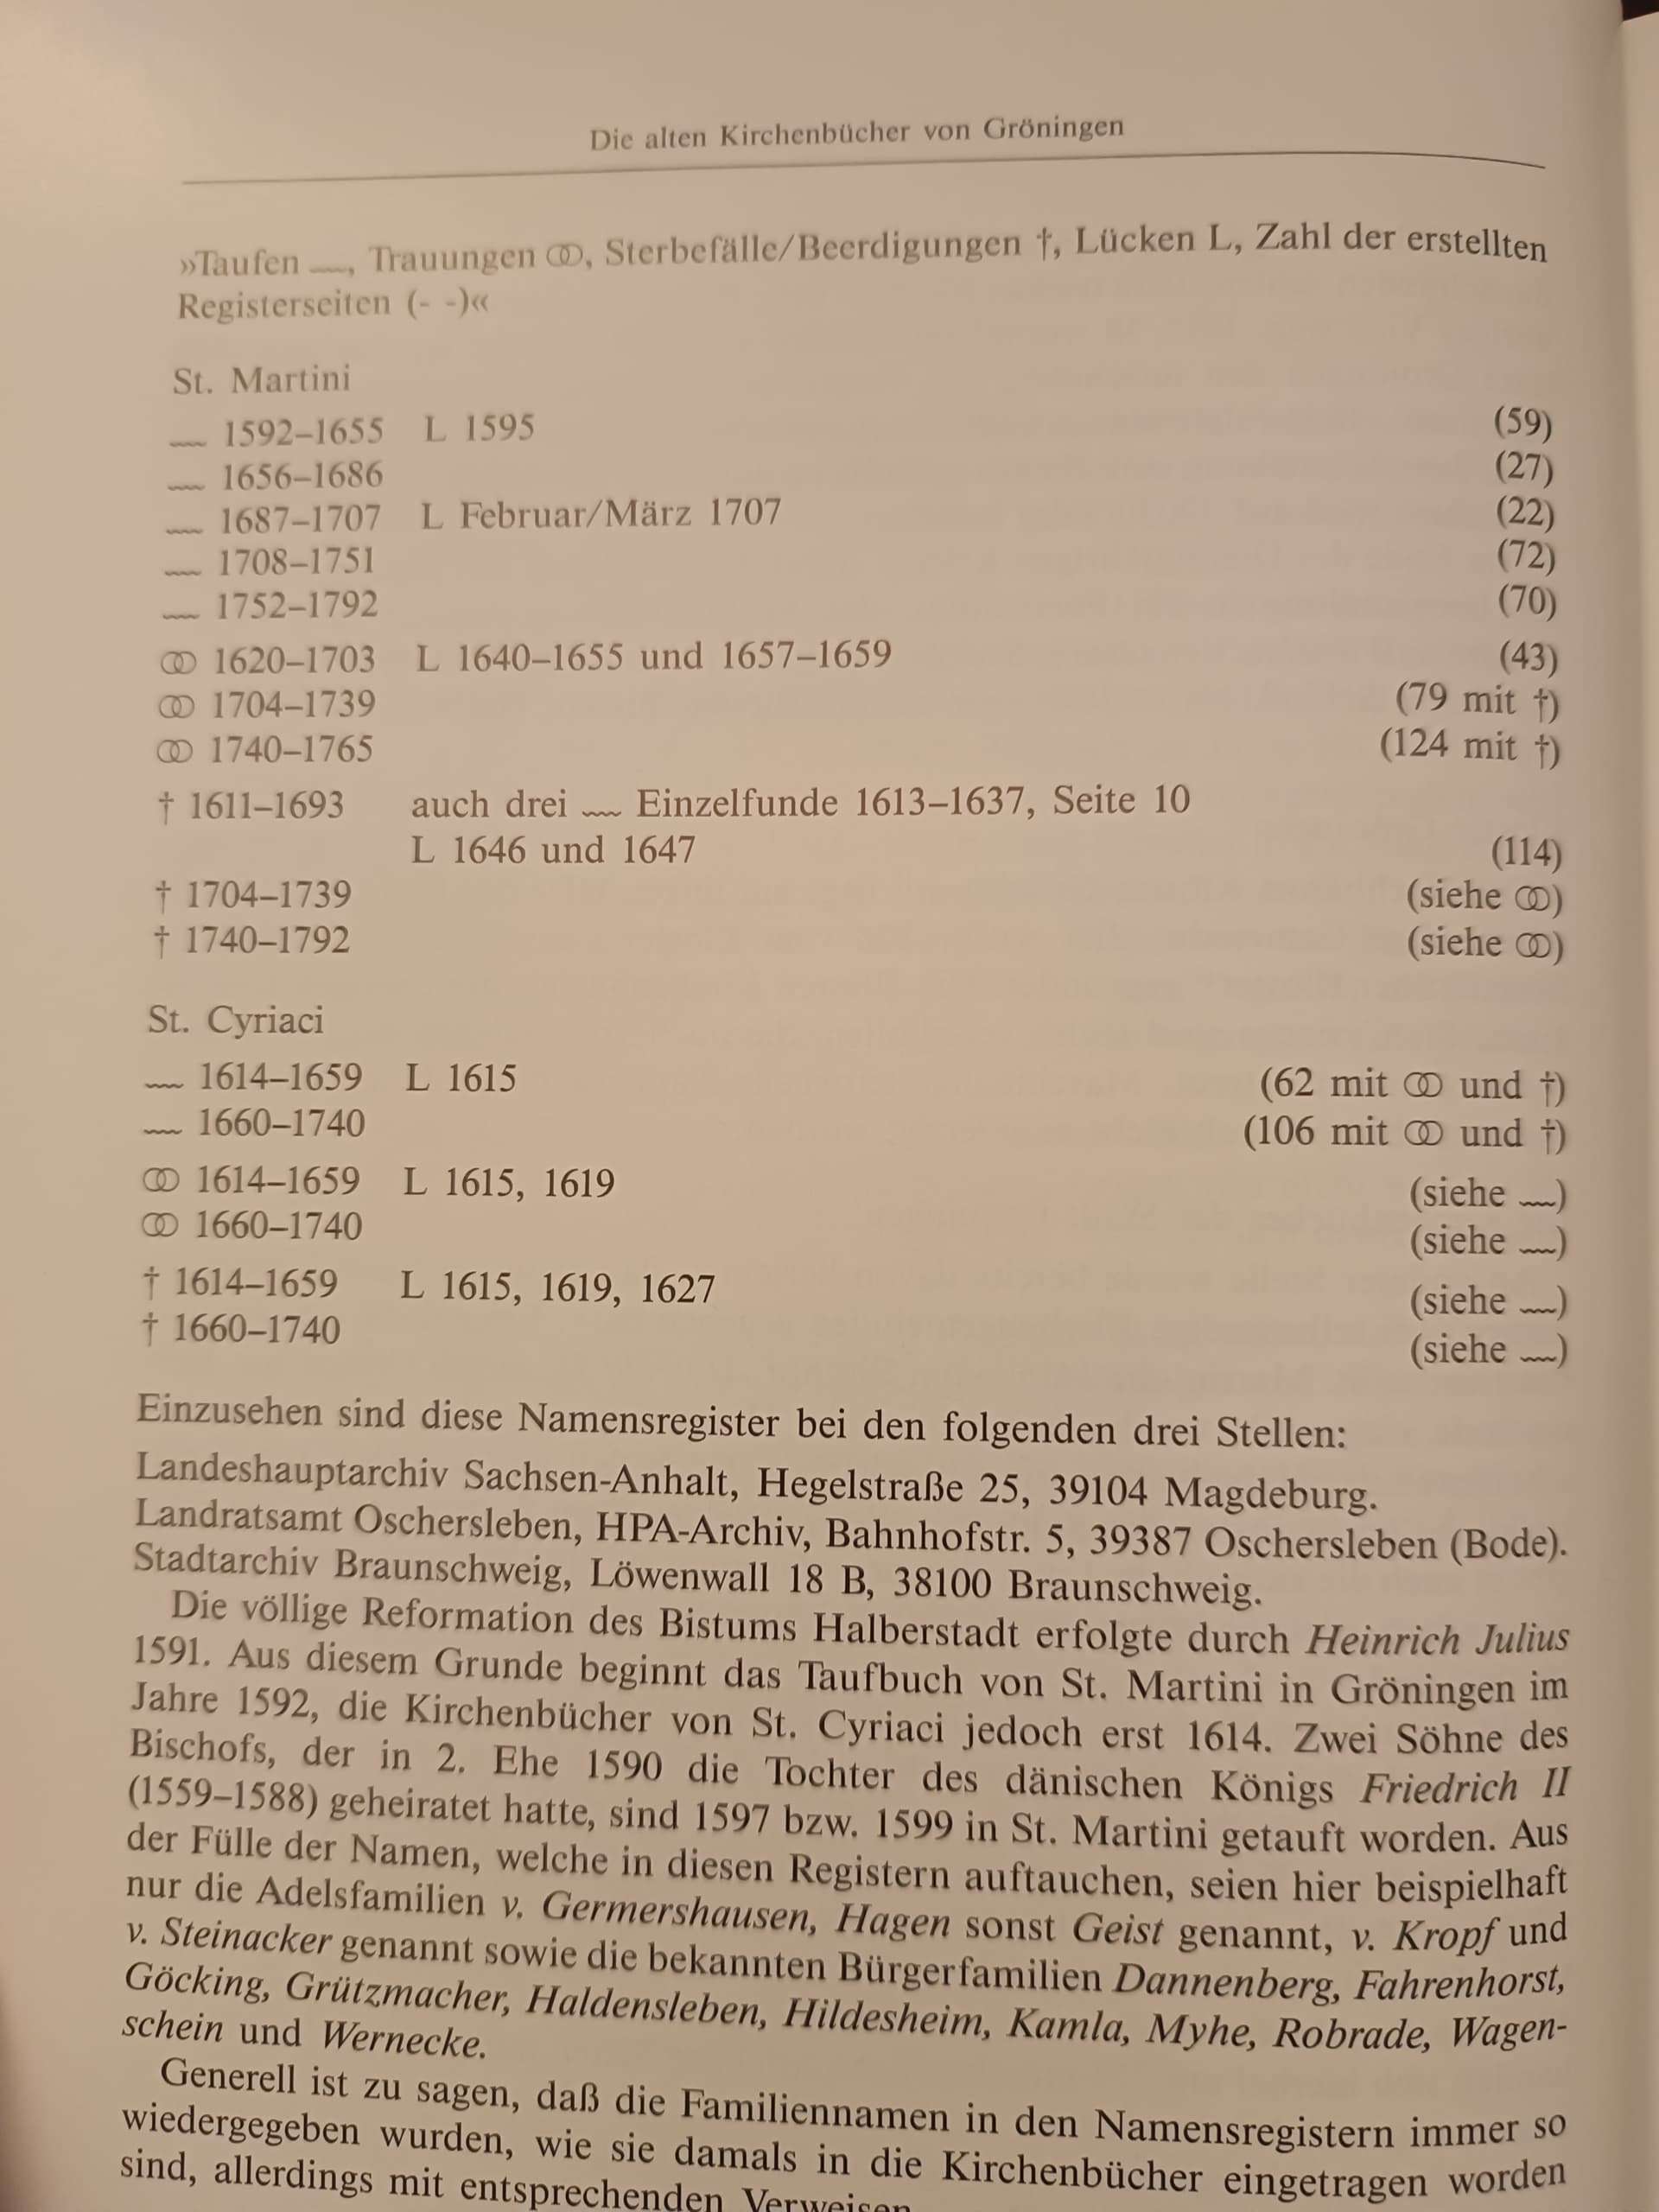 Die alten Kirchenbücher von Gröningen
»Taufen ﹏, Trauungen ⚭, Sterbefälle/Beerdigungen †, Lücken L, Zahl der erstellten
Registerseiten (- -)«
St. Martini
﹏ 1592–1655 L 1595 (59)
﹏ 1656–1686 (27)
﹏ 1687–1707 L Februar/März 1707 (22)
﹏ 1708–1751 (72)
﹏ 1752–1792 (70)
⚭ 1620–1703 L 1640–1655 und 1657–1659 (43)
⚭ 1704–1739 (79 mit †)
⚭ 1740–1765 (124 mit †)
† 1611–1693 auch drei ﹏ Einzelfunde 1613–1637, Seite 10
L 1646 und 1647 (114)
† 1704–1739 (siehe ⚭)
† 1740–1792 (siehe ⚭)
St. Cyriaci
﹏ 1614–1659 L 1615 (62 mit ⚭ und †)
﹏ 1660–1740 (106 mit ⚭ und †)
⚭ 1614–1659 L 1615, 1619 (siehe ﹏)
⚭ 1660–1740 (siehe ﹏)
† 1614–1659 L 1615, 1619, 1627 (siehe ﹏)
† 1660–1740 (siehe ﹏)
Einzusehen sind diese Namensregister bei den folgenden drei Stellen:
Landeshauptarchiv Sachsen-Anhalt, Hegelstraße 25, 39104 Magdeburg.
Landratsamt Oschersleben, HPA-Archiv, Bahnhofstr. 5, 39387 Oschersleben (Bode).
Stadtarchiv Braunschweig, Löwenwall 18 B, 38100 Braunschweig.
Die völlige Reformation des Bistums Halberstadt erfolgte durch Heinrich Julius
1591. Aus diesem Grunde beginnt das Taufbuch von St. Martini in Gröningen im
Jahre 1592, die Kirchenbücher von St. Cyriaci jedoch erst 1614. Zwei Söhne des
Bischofs, der in 2. Ehe 1590 die Tochter des dänischen Königs Friedrich II
(1559–1588) geheiratet hatte, sind 1597 bzw. 1599 in St. Martini getauft worden. Aus
der Fülle der Namen, welche in diesen Registern auftauchen, seien hier beispielhaft
nur die Adelsfamilien v. Germershausen, Hagen sonst Geist genannt, v. Kropf und
v. Steinacker genannt sowie die bekannten Bürgerfamilien Dannenberg, Fahrenhorst,
Göcking, Grützmacher, Haldensleben, Hildesheim, Kamla, Myhe, Robrade, Wagen-
schein und Wernecke.
Generell ist zu sagen, daß die Familiennamen in den Namensregistern immer so
wiedergegeben wurden, wie sie damals in die Kirchenbücher eingetragen worden
sind, allerdings mit entsprechenden Verweisen